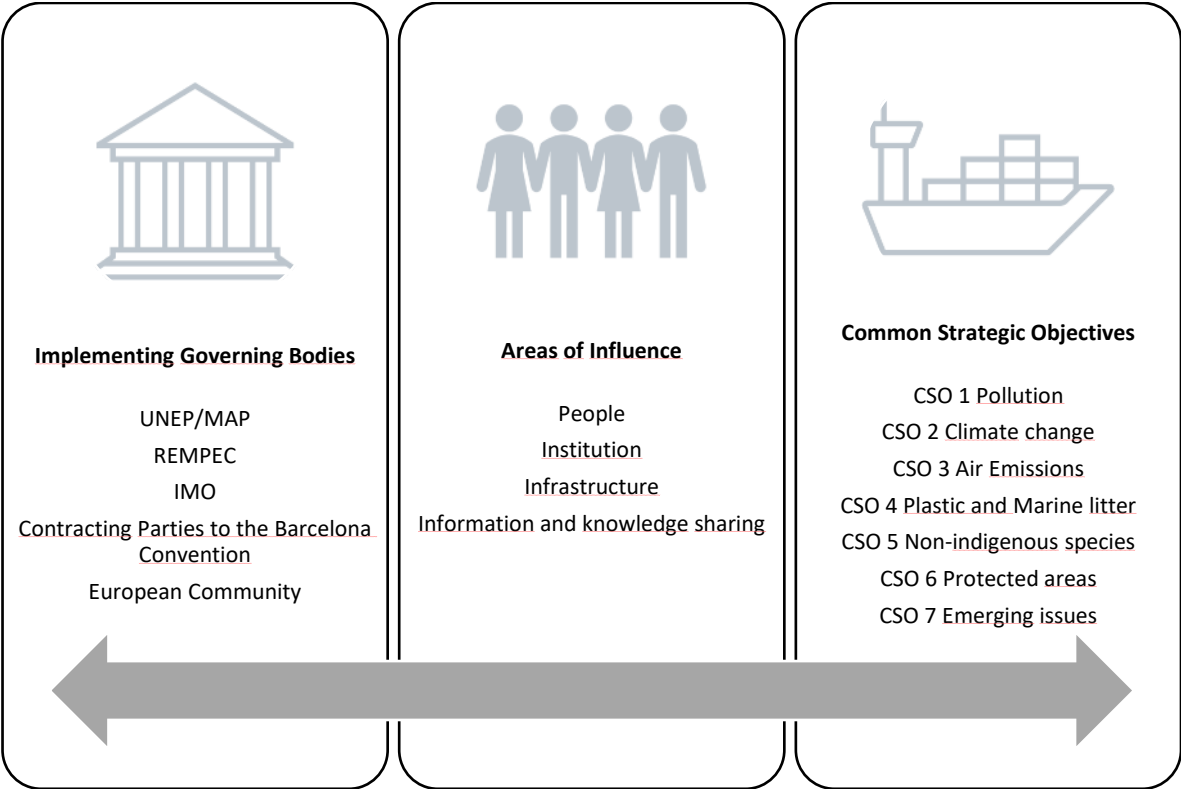 Implementing Governing Bodies
UNEP/MAP
REMPEC
IMO
Contracting Parties to the Barcelona
Convention
European Community
Areas of Influence
People
Institution
Infrastructure
Information and knowledge sharing
Common Strategic Objectives
CSO 1 Pollution
CSO 2 Climate change
CSO 3 Air Emissions
CSO 4 Plastic and Marine litter
CSO 5 Non-indigenous species
CSO 6 Protected areas
CSO 7 Emerging issues